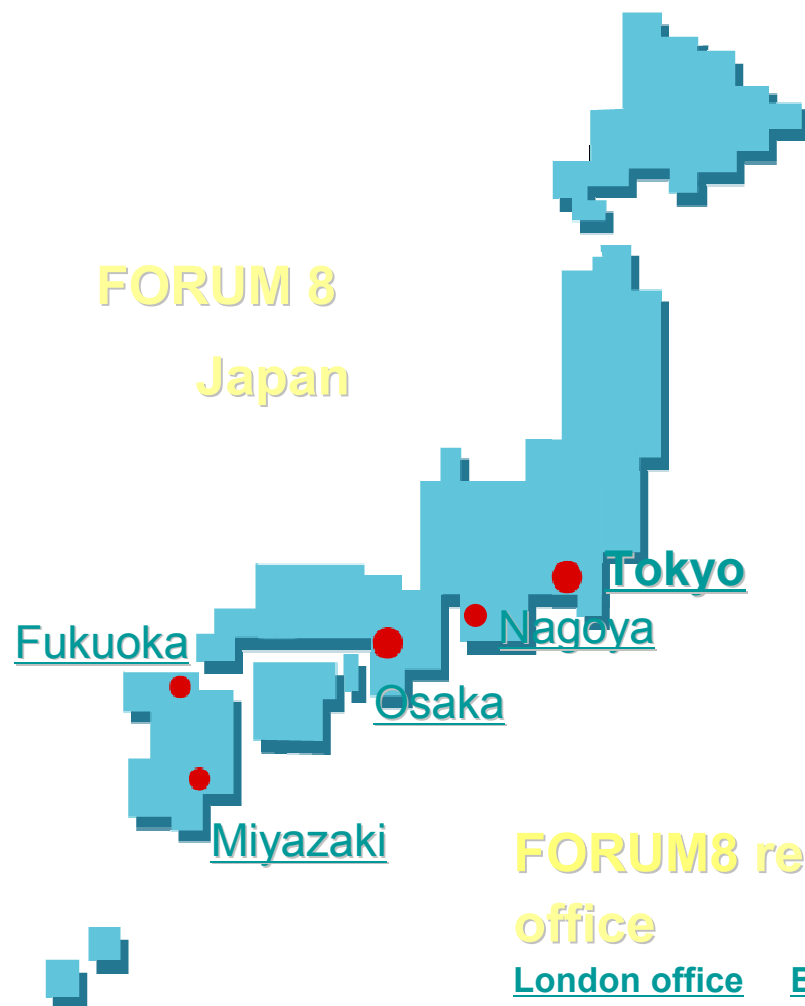 FORUM 8
Japan
Tokyo
Nagoya
Fukuoka
Osaka
Miyazaki
FORUM8
office
London office